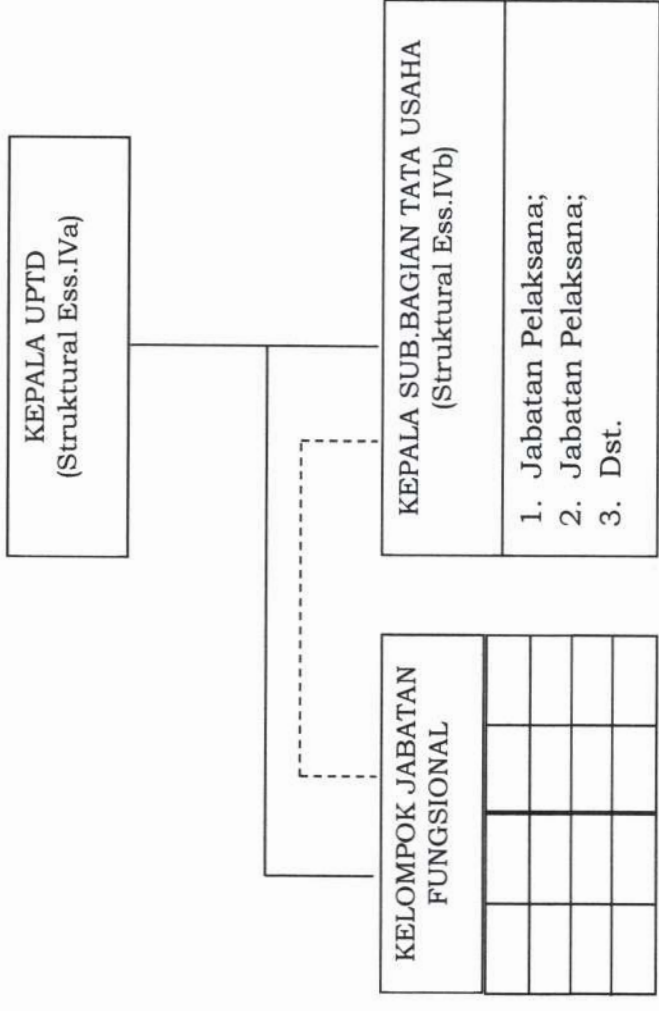 KEPALA UPTD
(Struktural Ess.IVa)
KELOMPOK JABATAN
FUNGSIONAL
KEPALA SUB.BAGIAN TATA USAHA
(Struktural Ess.IVb)
1. Jabatan Pelaksana;
2. Jabatan Pelaksana;
3. Dst.